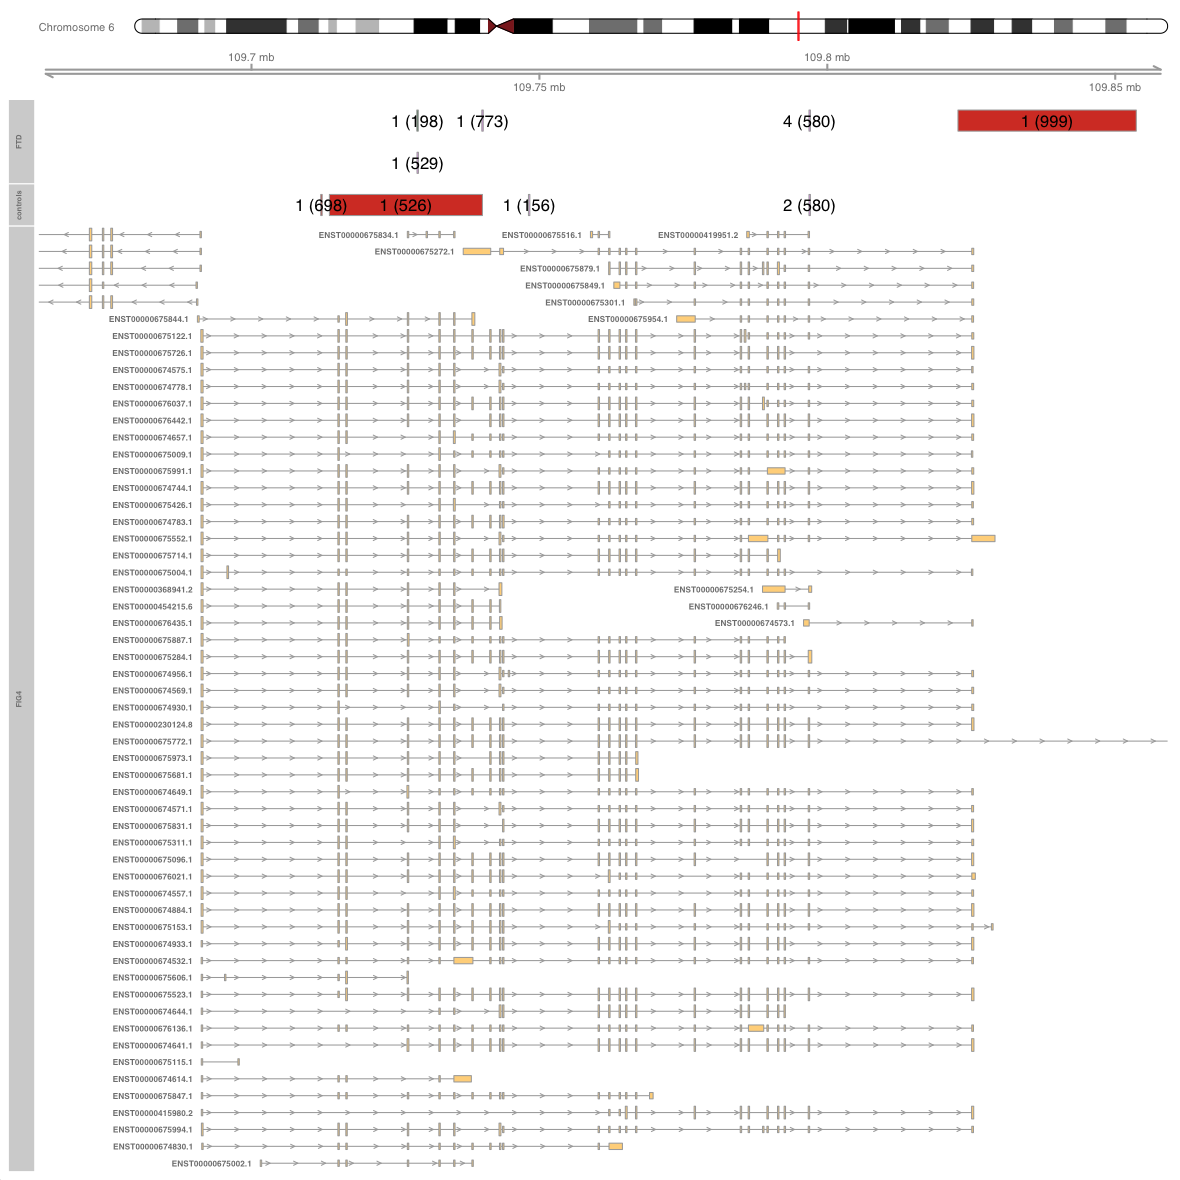 Chromosome 6
109.7 mb
109.8 mb
109.75 mb
109.85 mb
FTD
1 (198)
1 (773)
4 (580)
1 (999)
1 (529)
controls
1 (698)
1 (526)
1 (156)
2 (580)
FIG4
ENST00000675834.1
ENST00000675516.1
ENST00000419951.2
ENST00000675272.1
ENST00000675879.1
ENST00000675849.1
ENST00000675301.1
ENST00000675844.1
ENST00000675954.1
ENST00000675122.1
ENST00000675726.1
ENST00000674575.1
ENST00000674778.1
ENST00000676037.1
ENST00000676442.1
ENST00000674657.1
ENST00000675009.1
ENST00000675991.1
ENST00000674744.1
ENST00000675426.1
ENST00000674783.1
ENST00000675552.1
ENST00000675714.1
ENST00000675004.1
ENST00000368941.2
ENST00000675254.1
ENST00000454215.6
ENST00000676246.1
ENST00000676435.1
ENST00000674573.1
ENST00000675887.1
ENST00000675284.1
ENST00000674956.1
ENST00000674569.1
ENST00000674930.1
ENST00000230124.8
ENST00000675772.1
ENST00000675973.1
ENST00000675681.1
ENST00000674649.1
ENST00000674571.1
ENST00000675831.1
ENST00000675311.1
ENST00000675096.1
ENST00000676021.1
ENST00000674557.1
ENST00000674884.1
ENST00000675153.1
ENST00000674933.1
ENST00000674532.1
ENST00000675606.1
ENST00000675523.1
ENST00000674644.1
ENST00000676136.1
ENST00000674641.1
ENST00000675115.1
ENST00000674614.1
ENST00000675847.1
ENST00000415980.2
ENST00000675994.1
ENST00000674830.1
ENST00000675002.1